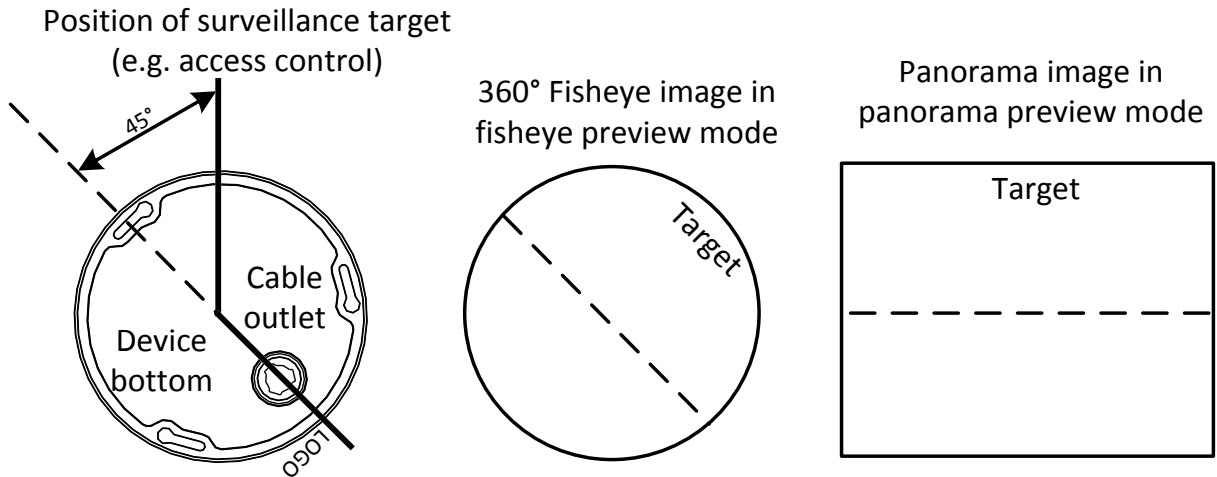 Position of surveillance target
(e.g. access control)
45°
Cable
outlet
Device
bottom
LOGO
360° Fisheye image in
fisheye preview mode
Target
Panorama image in
panorama preview mode
Target